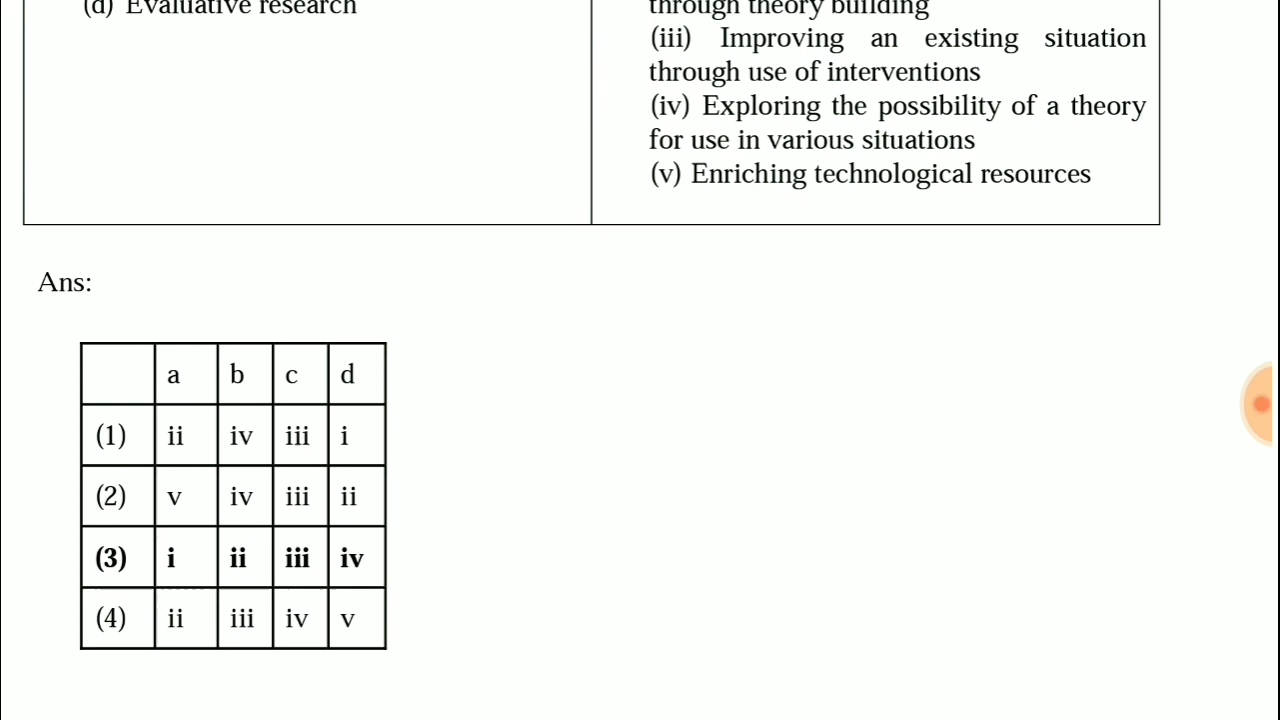 (d) Evaluative research
through theory building
(iii) Improving an existing situation
through use of interventions
(iv) Exploring the possibility of a theory
for use in various situations
(v) Enriching technological resources
Ans:
a b c d
(1) ii iv iii i
(2) v iv iii ii
(3) i ii iii iv
(4) ii iii iv v